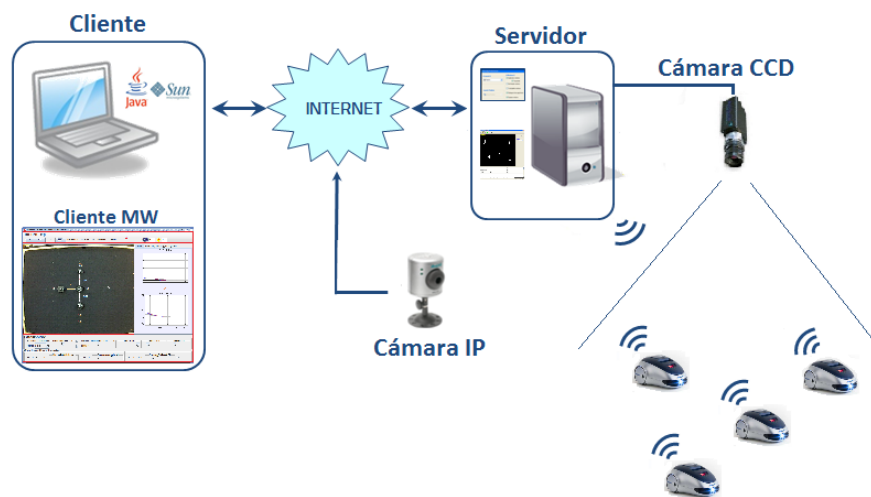 Cliente
Java
Sun
Cliente MW
INTERNET
Servidor
Cámara CCD
Cámara IP